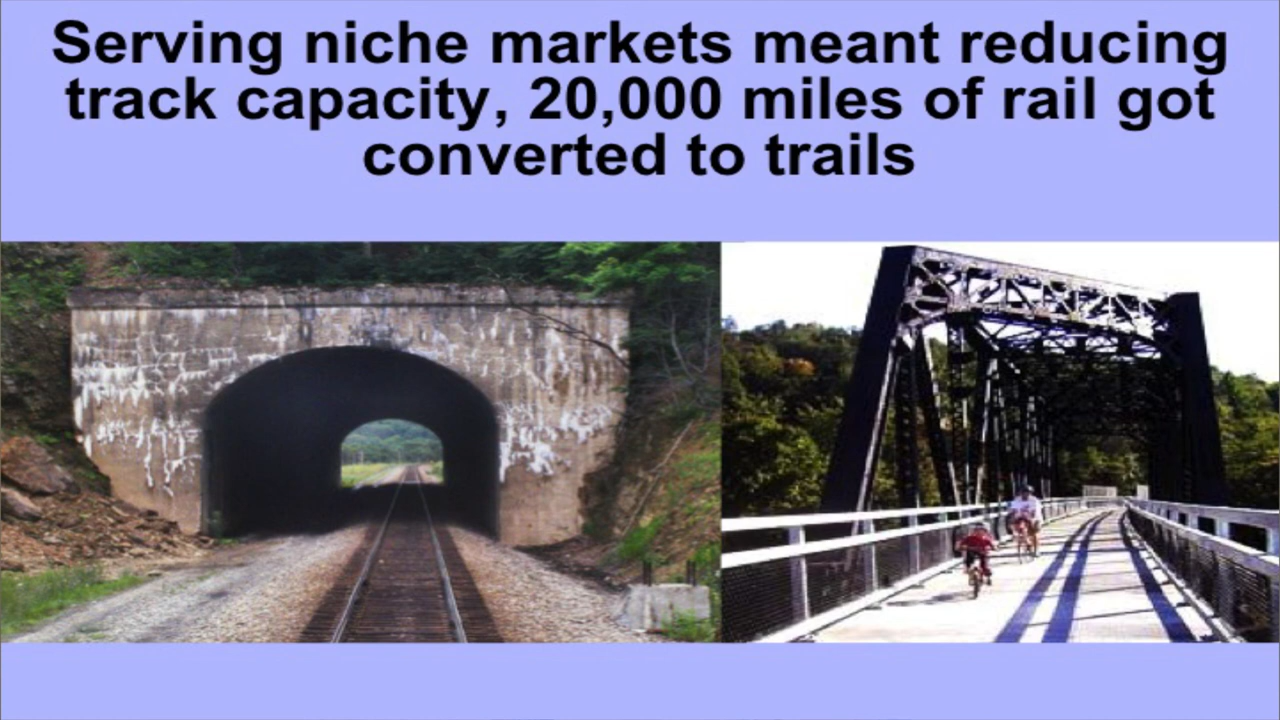 Serving niche markets meant reducing
track capacity, 20,000 miles of rail got
converted to trails